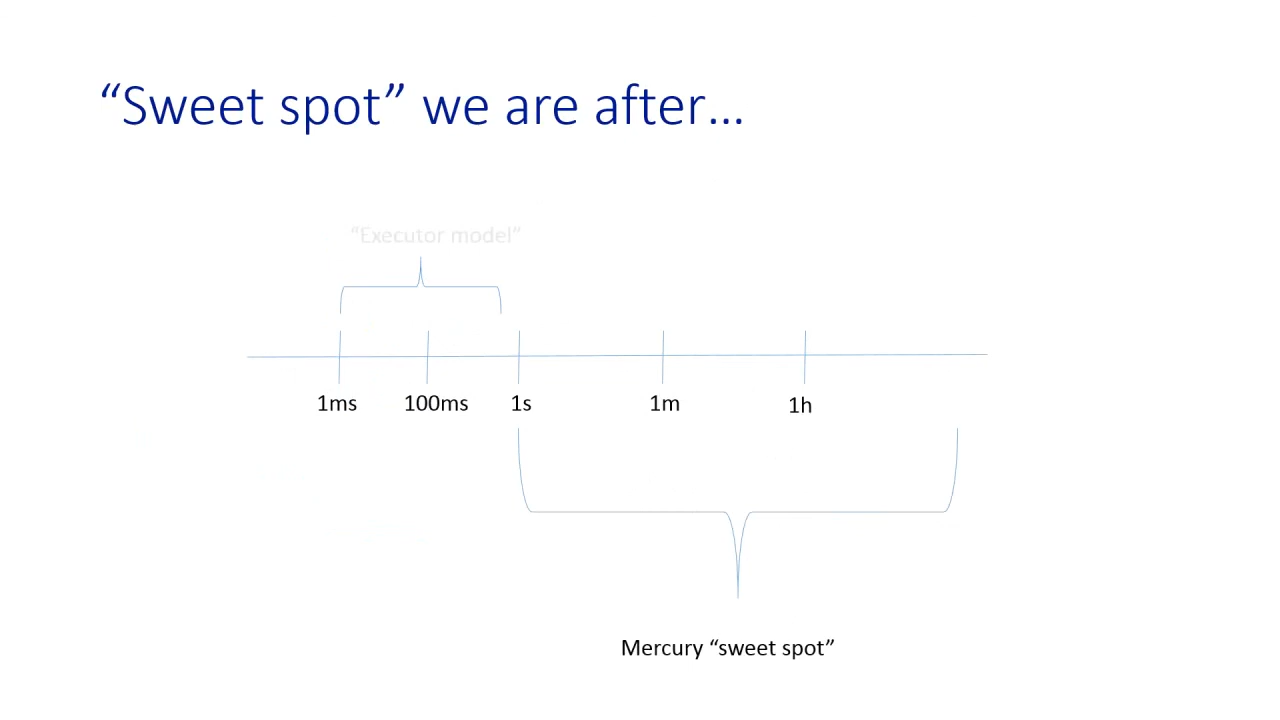 “Sweet spot” we are after...
“Executor model”
1ms 100ms 1s 1m 1h
Mercury “sweet spot”